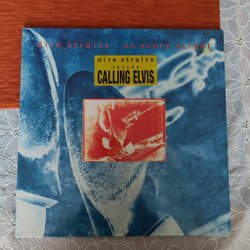 dire straits on every street
dire straits
INCLUDES
CALLING ELVIS